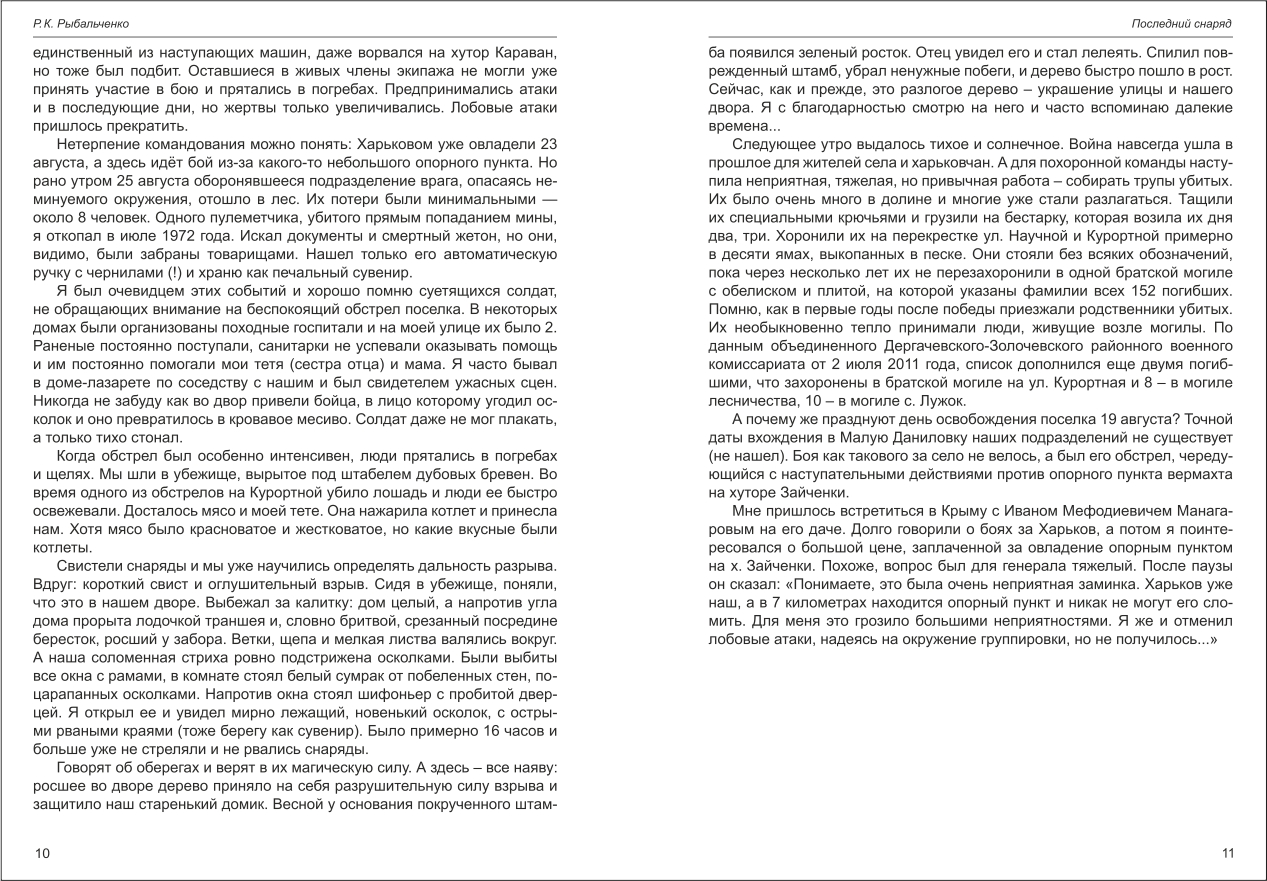 Р. К. Рыбальченко
единственный из наступающих машин, даже ворвался на хутор Караван,
но тоже был подбит. Оставшиеся в живых члены экипажа не могли уже
принять участие в бою и прятались в погребах. Предпринимались атаки
и в последующие дни, но жертвы только увеличивались. Лобовые атаки
пришлось прекратить.
Нетерпение командования можно понять: Харьковом уже овладели 23
августа, а здесь идёт бой из-за какого-то небольшого опорного пункта. Но
рано утром 25 августа оборонявшееся подразделение врага, опасаясь не-
минуемого окружения, отошло в лес. Их потери были минимальными —
около 8 человек. Одного пулеметчика, убитого прямым попаданием мины,
я откопал в июле 1972 года. Искал документы и смертный жетон, но они,
видимо, были забраны товарищами. Нашел только его автоматическую
ручку с чернилами (!) и храню как печальный сувенир.
Я был очевидцем этих событий и хорошо помню суетящихся солдат,
не обращающих внимание на беспокоящий обстрел поселка. В некоторых
домах были организованы походные госпитали и на моей улице их было 2.
Раненые постоянно поступали, санитарки не успевали оказывать помощь
и им постоянно помогали мои тетя (сестра отца) и мама. Я часто бывал
в доме-лазарете по соседству с нашим и был свидетелем ужасных сцен.
Никогда не забуду как во двор привели бойца, в лицо которому угодил ос-
колок и оно превратилось в кровавое месиво. Солдат даже не мог плакать,
а только тихо стонал.
Когда обстрел был особенно интенсивен, люди прятались в погребах
и щелях. Мы шли в убежище, вырытое под штабелем дубовых бревен. Во
время одного из обстрелов на Курортной убило лошадь и люди ее быстро
освежевали. Досталось мясо и моей тете. Она нажарила котлет и принесла
нам. Хотя мясо было красноватое и жестковатое, но какие вкусные были
котлеты.
Свистели снаряды и мы уже научились определять дальность разрыва.
Вдруг: короткий свист и оглушительный взрыв. Сидя в убежище, поняли,
что это в нашем дворе. Выбежал за калитку: дом целый, а напротив угла
дома прорыта лодочкой траншея и, словно бритвой, срезанный посредине
бересток, росший у забора. Ветки, щепа и мелкая листва валялись вокруг.
А наша соломенная стриха ровно подстрижена осколками. Были выбиты
все окна с рамами, в комнате стоял белый сумрак от побеленных стен, по-
царапанных осколками. Напротив окна стоял шифоньер с пробитой двер-
цей. Я открыл ее и увидел мирно лежащий, новенький осколок, с остры-
ми рваными краями (тоже берегу как сувенир). Было примерно 16 часов и
больше уже не стреляли и не рвались снаряды.
Говорят об оберегах и верят в их магическую силу. А здесь – все наяву:
росшее во дворе дерево приняло на себя разрушительную силу взрыва и
защитило наш старенький домик. Весной у основания покрученного штам-
10
Последний снаряд
ба появился зеленый росток. Отец увидел его и стал лелеять. Спилил пов-
режденный штамб, убрал ненужные побеги, и дерево быстро пошло в рост.
Сейчас, как и прежде, это разлогое дерево – украшение улицы и нашего
двора. Я с благодарностью смотрю на него и часто вспоминаю далекие
времена...
Следующее утро выдалось тихое и солнечное. Война навсегда ушла в
прошлое для жителей села и харьковчан. А для похоронной команды насту-
пила неприятная, тяжелая, но привычная работа – собирать трупы убитых.
Их было очень много в долине и многие уже стали разлагаться. Тащили
их специальными крючьями и грузили на бестарку, которая возила их дня
два, три. Хоронили их на перекрестке ул. Научной и Курортной примерно
в десяти ямах, выкопанных в песке. Они стояли без всяких обозначений,
пока через несколько лет их не перезахоронили в одной братской могиле
с обелиском и плитой, на которой указаны фамилии всех 152 погибших.
Помню, как в первые годы после победы приезжали родственники убитых.
Их необыкновенно тепло принимали люди, живущие возле могилы. По
данным объединенного Дергачевского-Золочевского районного военного
комиссариата от 2 июля 2011 года, список дополнился еще двумя погиб-
шими, что захоронены в братской могиле на ул. Курортная и 8 – в могиле
лесничества, 10 – в могиле с. Лужок.
А почему же празднуют день освобождения поселка 19 августа? Точной
даты вхождения в Малую Даниловку наших подразделений не существует
(не нашел). Боя как такового за село не велось, а был его обстрел, череду-
ющийся с наступательными действиями против опорного пункта вермахта
на хуторе Зайченки.
Мне пришлось встретиться в Крыму с Иваном Мефодиевичем Манага-
ровым на его даче. Долго говорили о боях за Харьков, а потом я поинте-
ресовался о большой цене, заплаченной за овладение опорным пунктом
на х. Зайченки. Похоже, вопрос был для генерала тяжелый. После паузы
он сказал: «Понимаете, это была очень неприятная заминка. Харьков уже
наш, а в 7 километрах находится опорный пункт и никак не могут его сло-
мить. Для меня это грозило большими неприятностями. Я же и отменил
лобовые атаки, надеясь на окружение группировки, но не получилось...»
11